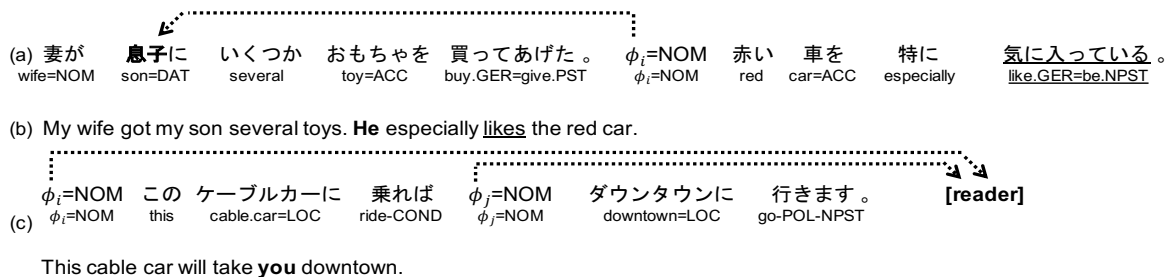 (a) 妻が 息子に いくつか おもちゃを 買ってあげた 。 ϕi=NOM 赤い 車を 特に 気に入っている 。
wife=NOM son=DAT several toy=ACC buy.GER=give.PST ϕi=NOM red car=ACC especially like.GER=be.NPST
(b) My wife got my son several toys. He especially likes the red car.
ϕi=NOM この ケーブルカーに 乗れば ϕj=NOM ダウンタウンに 行きます 。 [reader]
(c) ϕi=NOM this cable.car=LOC ride-COND ϕj=NOM downtown=LOC go-POL-NPST
This cable car will take you downtown.